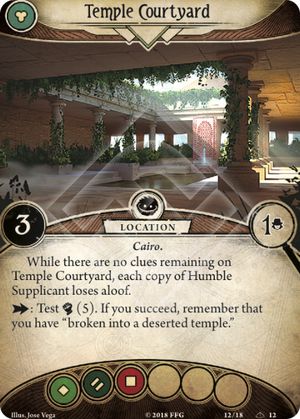 Temple Courtyard
3
LOCATION
1
Cairo.
While there are no clues remaining on
Temple Courtyard, each copy of Humble
Supplicant loses aloof.
: Test (5). If you succeed, remember that
you have “broken into a deserted temple.”
Illus. Jose Vega
© 2018 FFG
12/18
12